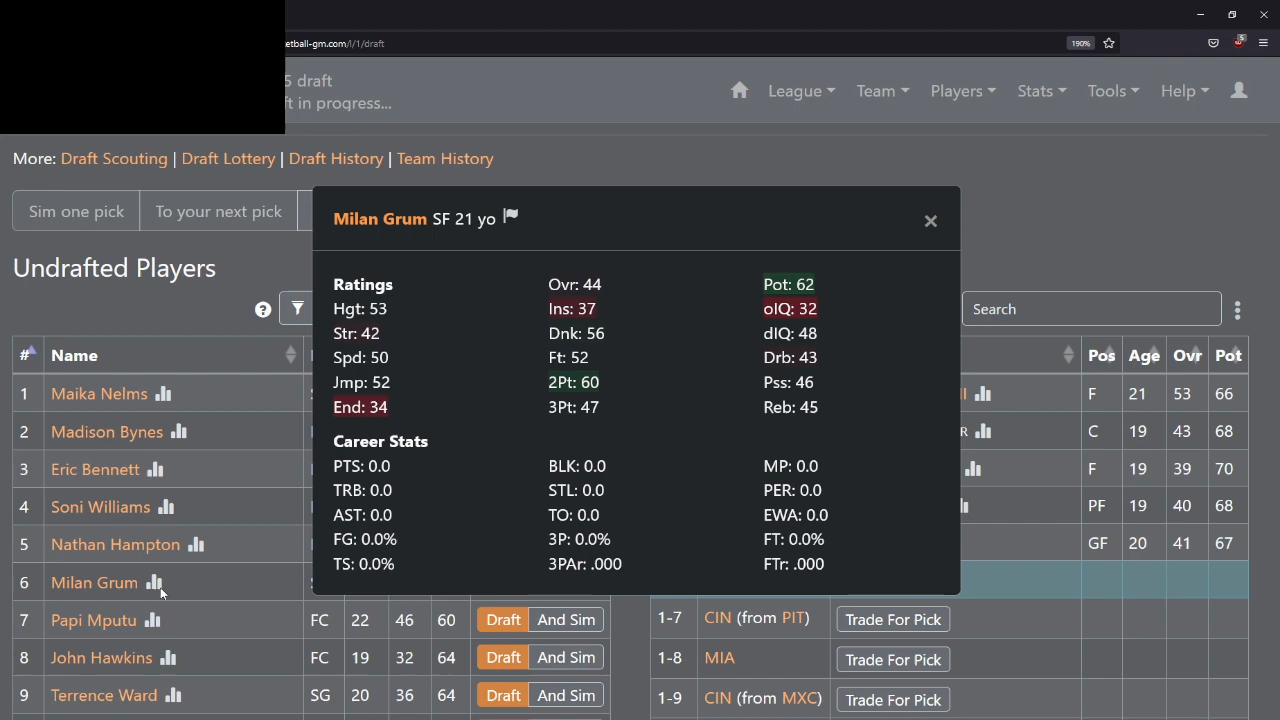 etball-gm.com/l/1/draft
190%
5
5 draft
ft in progress...
League
Team
Players
Stats
Tools
Help
More: Draft Scouting | Draft Lottery | Draft History | Team History
Sim one pick
To your next pick
Milan Grum SF 21 yo
×
Undrafted Players
?
Search
Ratings Ovr: 44 Pot: 62
Hgt: 53 Ins: 37 oIQ: 32
Str: 42 Dnk: 56 dIQ: 48
Spd: 50 Ft: 52 Drb: 43
Jmp: 52 2Pt: 60 Pss: 46
End: 34 3Pt: 47 Reb: 45
Career Stats
PTS: 0.0 BLK: 0.0 MP: 0.0
TRB: 0.0 STL: 0.0 PER: 0.0
AST: 0.0 TO: 0.0 EWA: 0.0
FG: 0.0% 3P: 0.0% FT: 0.0%
TS: 0.0% 3PAr: .000 FTr: .000
# Name
1 Maika Nelms
2 Madison Bynes
3 Eric Bennett
4 Soni Williams
5 Nathan Hampton
6 Milan Grum
7 Papi Mputu FC 22 46 60 Draft And Sim
8 John Hawkins FC 19 32 64 Draft And Sim
9 Terrence Ward SG 20 36 64 Draft And Sim
Pos Age Ovr Pot
F 21 53 66
R C 19 43 68
F 19 39 70
PF 19 40 68
GF 20 41 67
1-7 CIN (from PIT) Trade For Pick
1-8 MIA Trade For Pick
1-9 CIN (from MXC) Trade For Pick